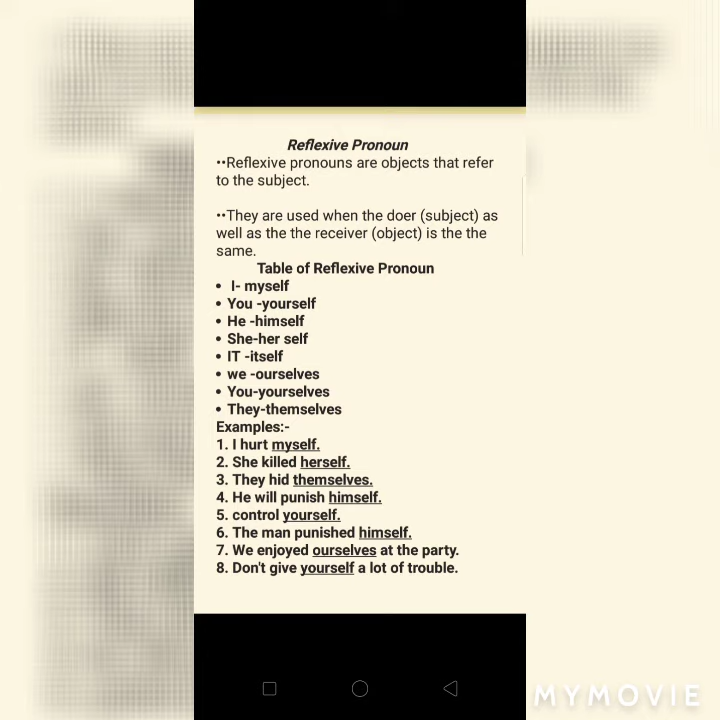 Reflexive Pronoun
••Reflexive pronouns are objects that refer
to the subject.
••They are used when the doer (subject) as
well as the the receiver (object) is the the
same.
Table of Reflexive Pronoun
• I- myself
• You -yourself
• He -himself
• She-her self
• IT -itself
• we -ourselves
• You-yourselves
• They-themselves
Examples:-
1. I hurt myself.
2. She killed herself.
3. They hid themselves.
4. He will punish himself.
5. control yourself.
6. The man punished himself.
7. We enjoyed ourselves at the party.
8. Don't give yourself a lot of trouble.
MYMOVIE